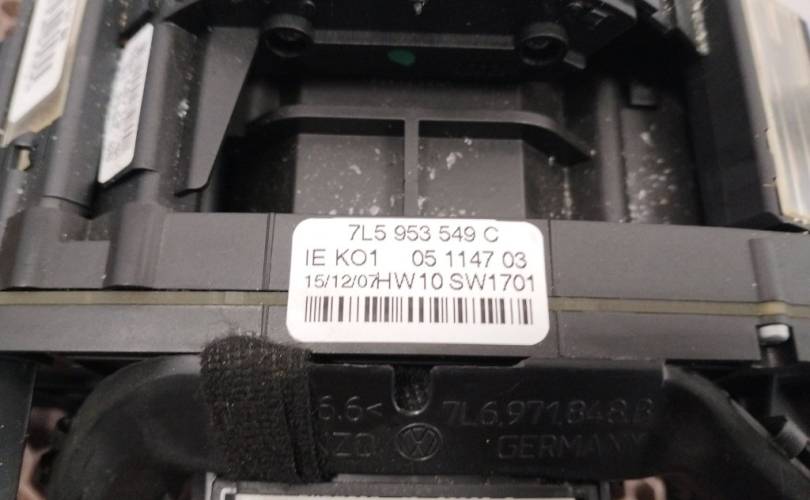 7L5 953 549 C
IE KO1 05 1147 03
15/12/07 HW10 SW1701
6.6< 7L6.971.848.B
GERMANY